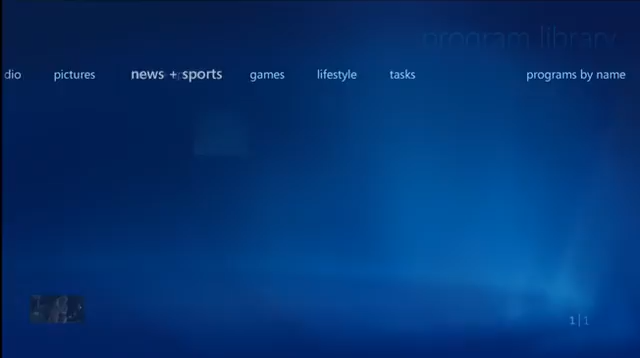 program library
dio pictures news + sports games lifestyle tasks programs by name
1|1